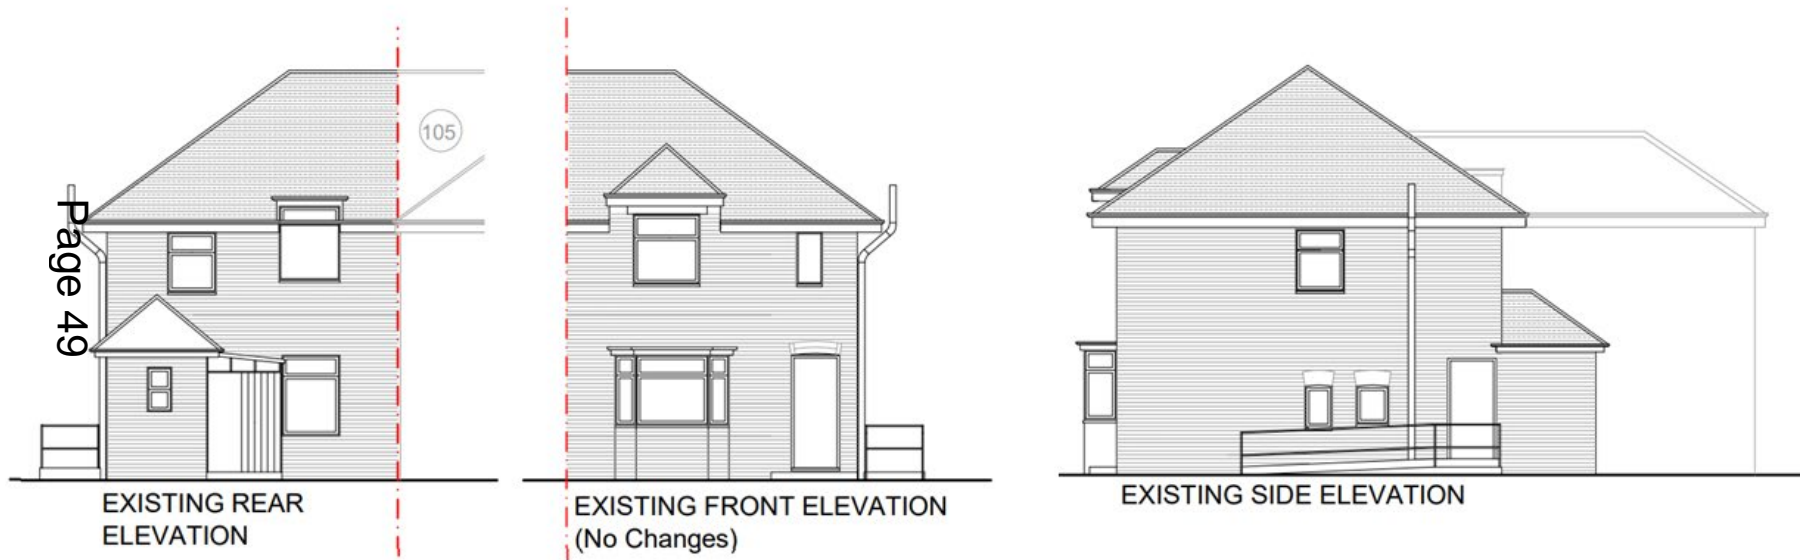 105
Page 49
EXISTING REAR
ELEVATION
EXISTING FRONT ELEVATION
(No Changes)
EXISTING SIDE ELEVATION